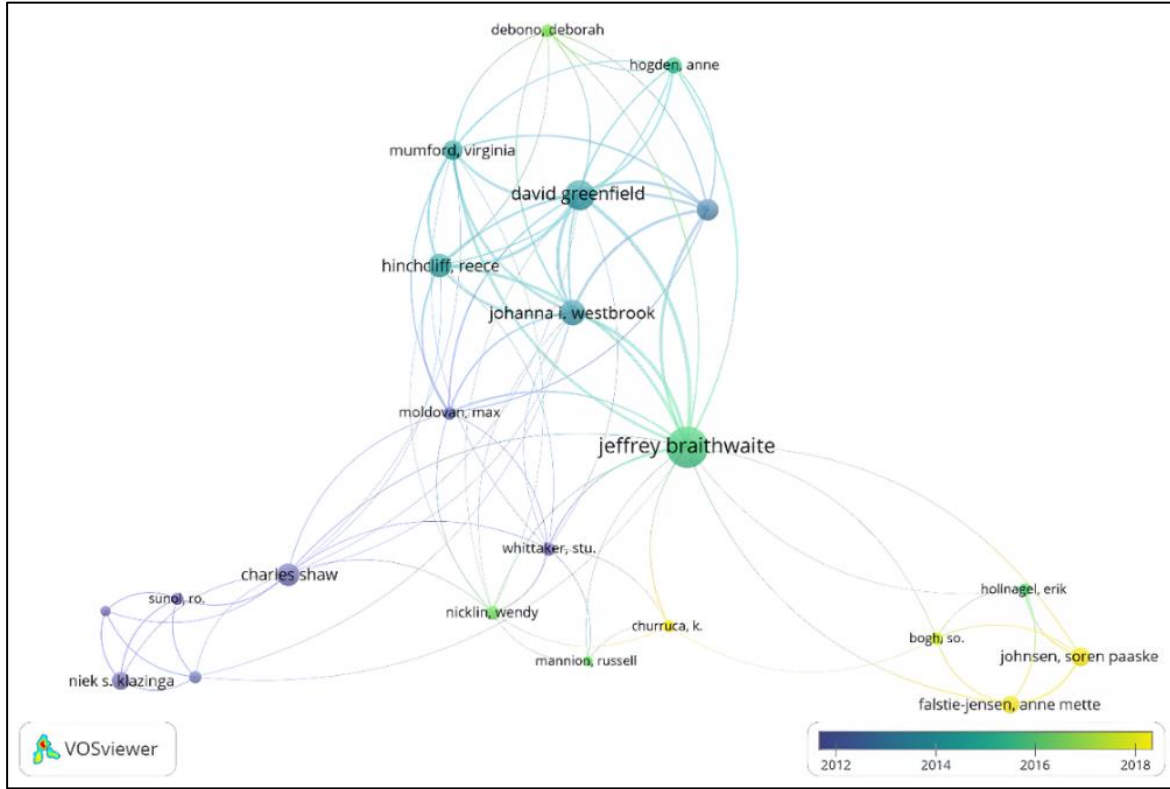 debono, deborah
hogden, anne
mumford, virginia
david greenfield
hinchcliff, reece
johanna i. westbrook
moldovan, max
jeffrey braithwaite
whittaker, stu.
charles shaw
hollnagel, erik
sunol, ro.
nicklin, wendy
churruca, k.
bogh, so.
mannion, russell
johnsen, soren paaske
niek s. klazinga
falstie-jensen, anne mette
VOSviewer
2012 2014 2016 2018